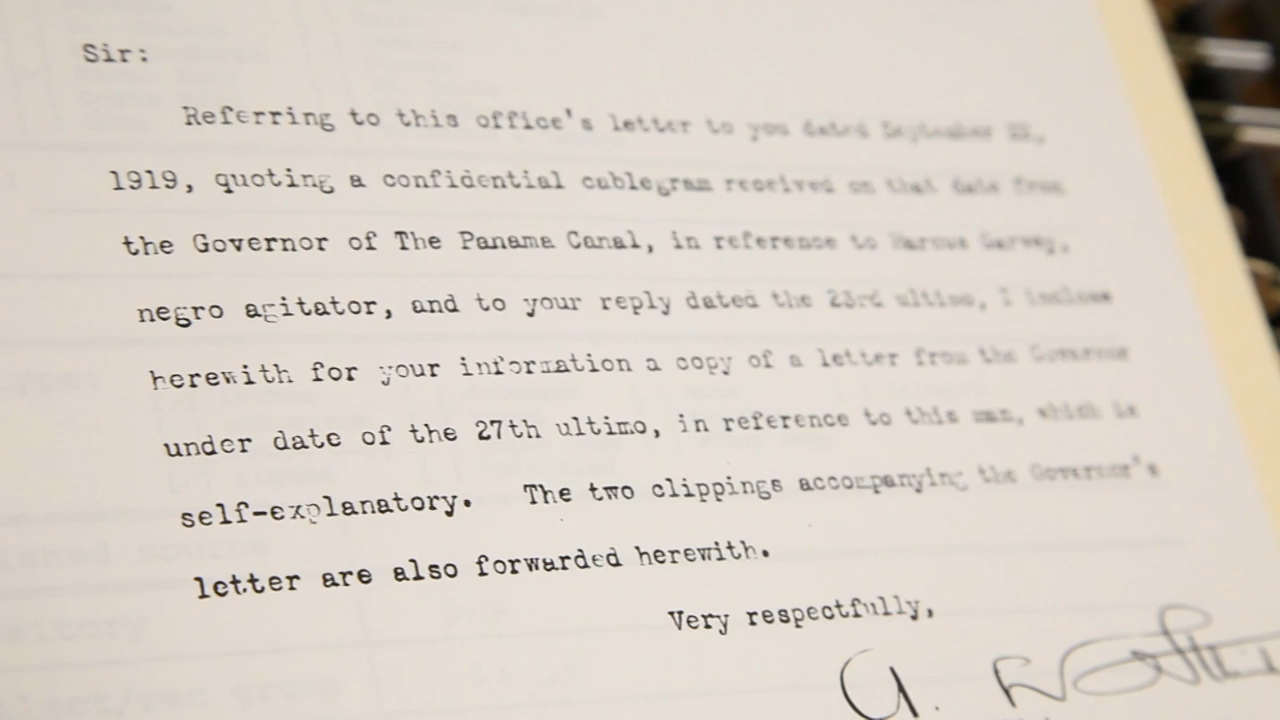 Sir:
Referring to this office's letter to you dated September
1919, quoting a confidential cablegram received on that date from
the Governor of The Panama Canal, in reference to Marcus Garvey,
negro agitator, and to your reply dated the 23rd ultimo, I inclose
herewith for your information a copy of a letter from the Governor
under date of the 27th ultimo, in reference to this man, which is
self-explanatory. The two clippings accompanying the Governor's
letter are also forwarded herewith.
Very respectfully,